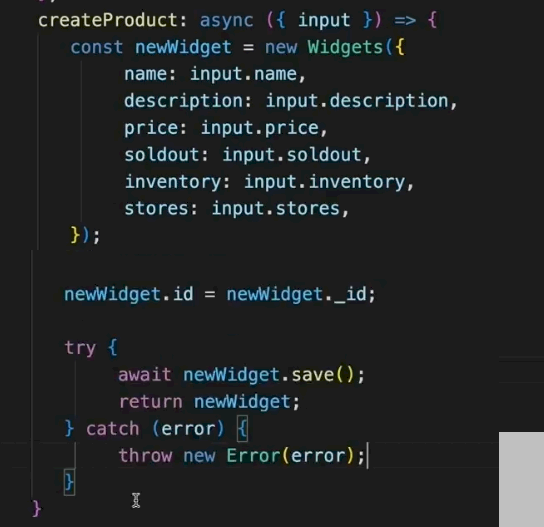 createProduct: async ({ input }) => {
const newWidget = new Widgets({
name: input.name,
description: input.description,
price: input.price,
soldout: input.soldout,
inventory: input.inventory,
stores: input.stores,
});
newWidget.id = newWidget._id;
try {
await newWidget.save();
return newWidget;
} catch (error) {
throw new Error(error);
}
}